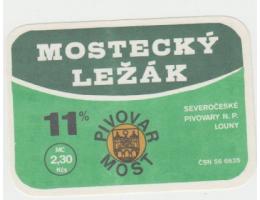 MOSTECKÝ
LEŽÁK
11%
MC
2,30
Kčs
PIVOVAR
MOST
SEVEROČESKÉ
PIVOVARY N. P.
LOUNY
ČSN 56 6635